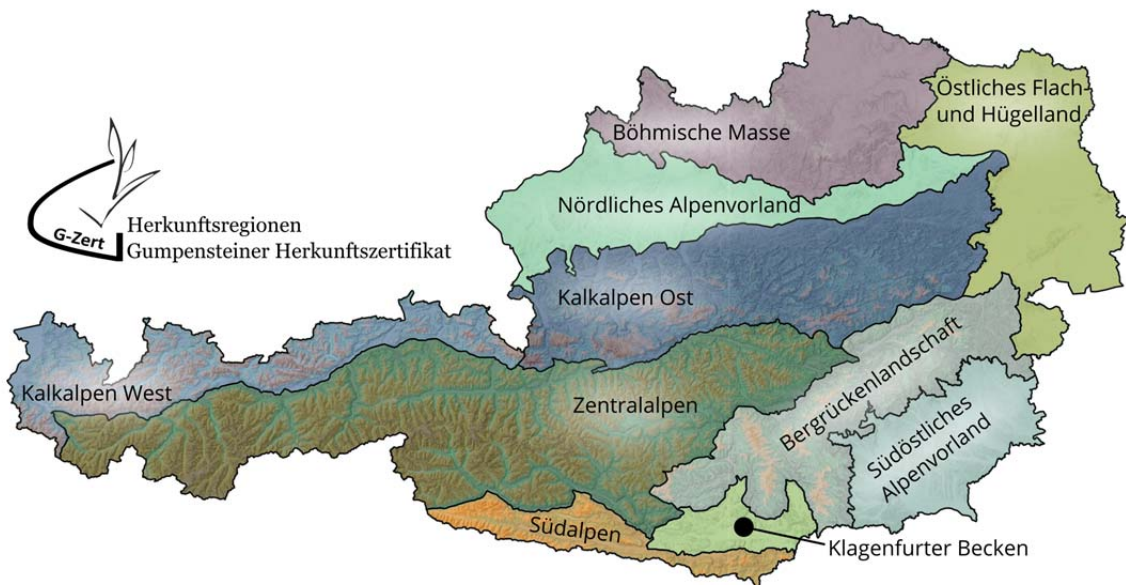 Östliches Flach-
und Hügelland
Böhmische Masse
Nördliches Alpenvorland
G-Zert
Herkunftsregionen
Gumpensteiner Herkunftszertifikat
Kalkalpen Ost
Kalkalpen West
Zentralalpen
Bergrückenlandschaft
Südöstliches
Alpenvorland
Südalpen
Klagenfurter Becken